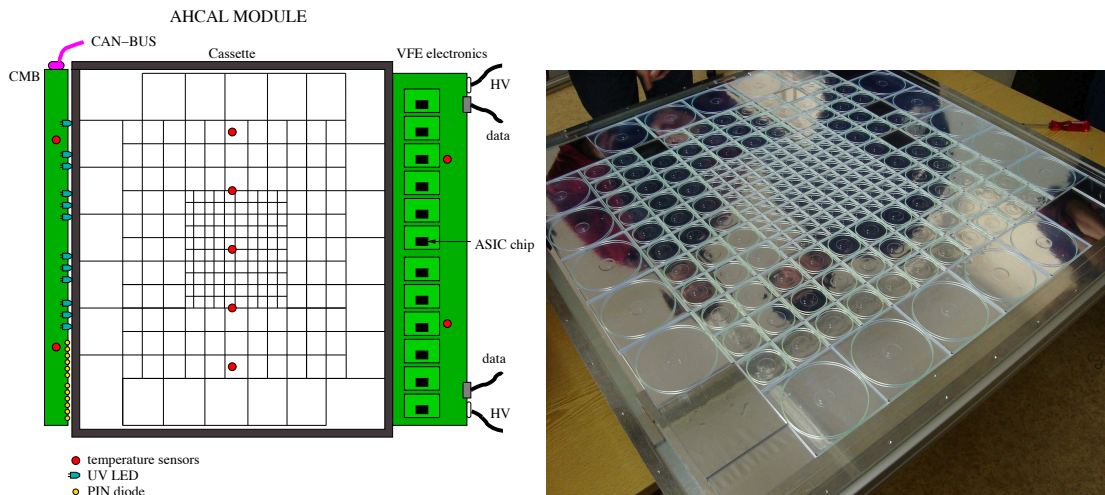 AHCAL MODULE
CAN−BUS
Cassette
VFE electronics
CMB
HV
data
ASIC chip
data
HV
temperature sensors
UV LED
PIN diode